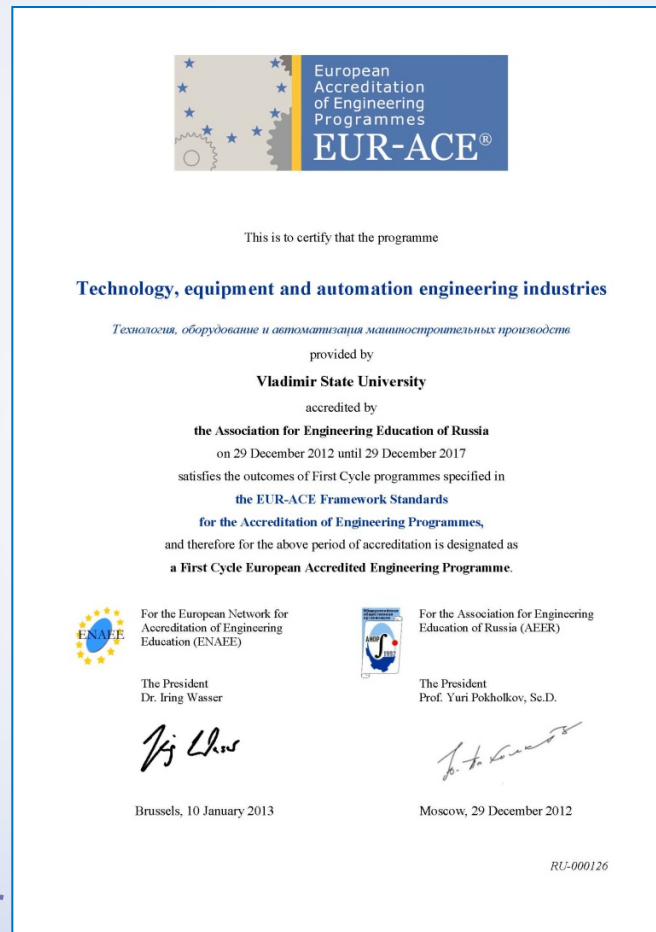 European
Accreditation
of Engineering
Programmes
EUR-ACE®
This is to certify that the programme
Technology, equipment and automation engineering industries
Технология, оборудование и автоматизация машиностроительных производств
provided by
Vladimir State University
accredited by
the Association for Engineering Education of Russia
on 29 December 2012 until 29 December 2017
satisfies the outcomes of First Cycle programmes specified in
the EUR-ACE Framework Standards
for the Accreditation of Engineering Programmes,
and therefore for the above period of accreditation is designated as
a First Cycle European Accredited Engineering Programme.
ENAEE
For the European Network for
Accreditation of Engineering
Education (ENAEE)
The President
Dr. Iring Wasser
Brussels, 10 January 2013
АИОР
1992
For the Association for Engineering
Education of Russia (AEER)
The President
Prof. Yuri Pokholkov, Sc.D.
Moscow, 29 December 2012
RU-000126